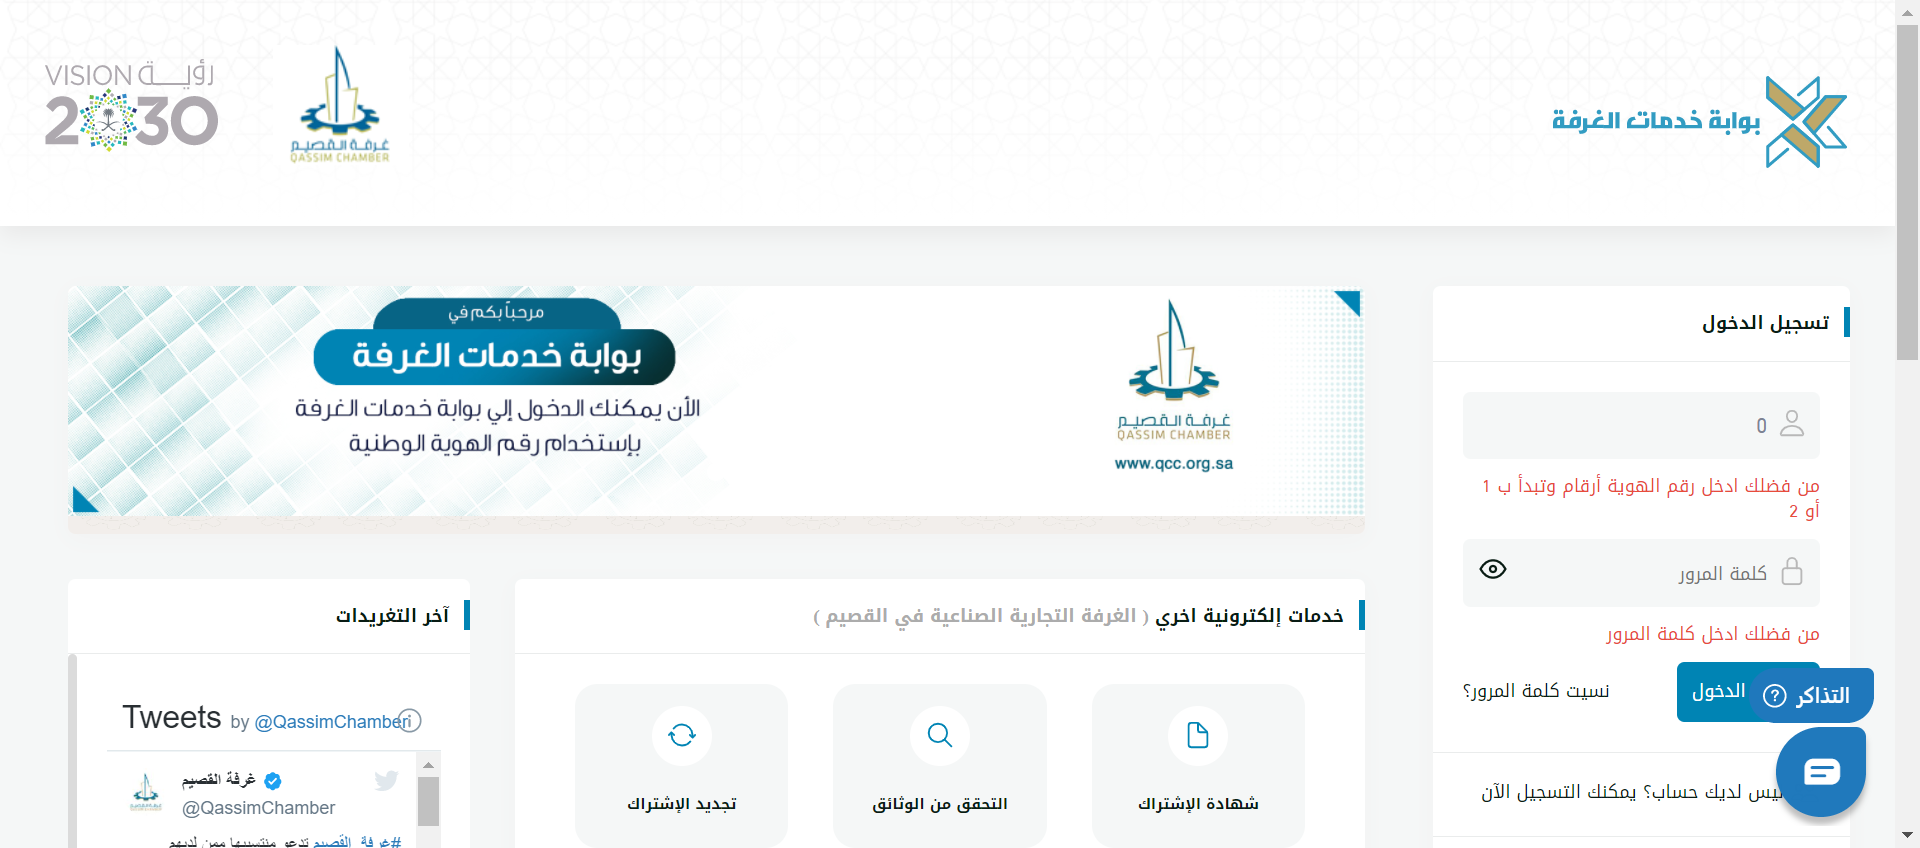 VISION رؤيـــة
2030
غرفة القصيم
QASSIM CHAMBER
بوابة خدمات الغرفة
مرحباً بكم في
بوابة خدمات الغرفة
الأن يمكنك الدخول إلي بوابة خدمات الغرفة
بإستخدام رقم الهوية الوطنية
غرفة القصيم
QASSIM CHAMBER
www.qcc.org.sa
تسجيل الدخول
0
من فضلك ادخل رقم الهوية أرقام وتبدأ ب 1
أو 2
كلمة المرور
من فضلك ادخل كلمة المرور
الدخول
نسيت كلمة المرور؟
التذاكر
ليس لديك حساب؟ يمكنك التسجيل الآن
خدمات إلكترونية اخري ( الغرفة التجارية الصناعية في القصيم )
شهادة الإشتراك
التحقق من الوثائق
تجديد الإشتراك
آخر التغريدات
Tweets by @QassimChamber
غرفة القصيم
@QassimChamber
#غرفة_القصيم تدعو منتسبيها ممن لديهم